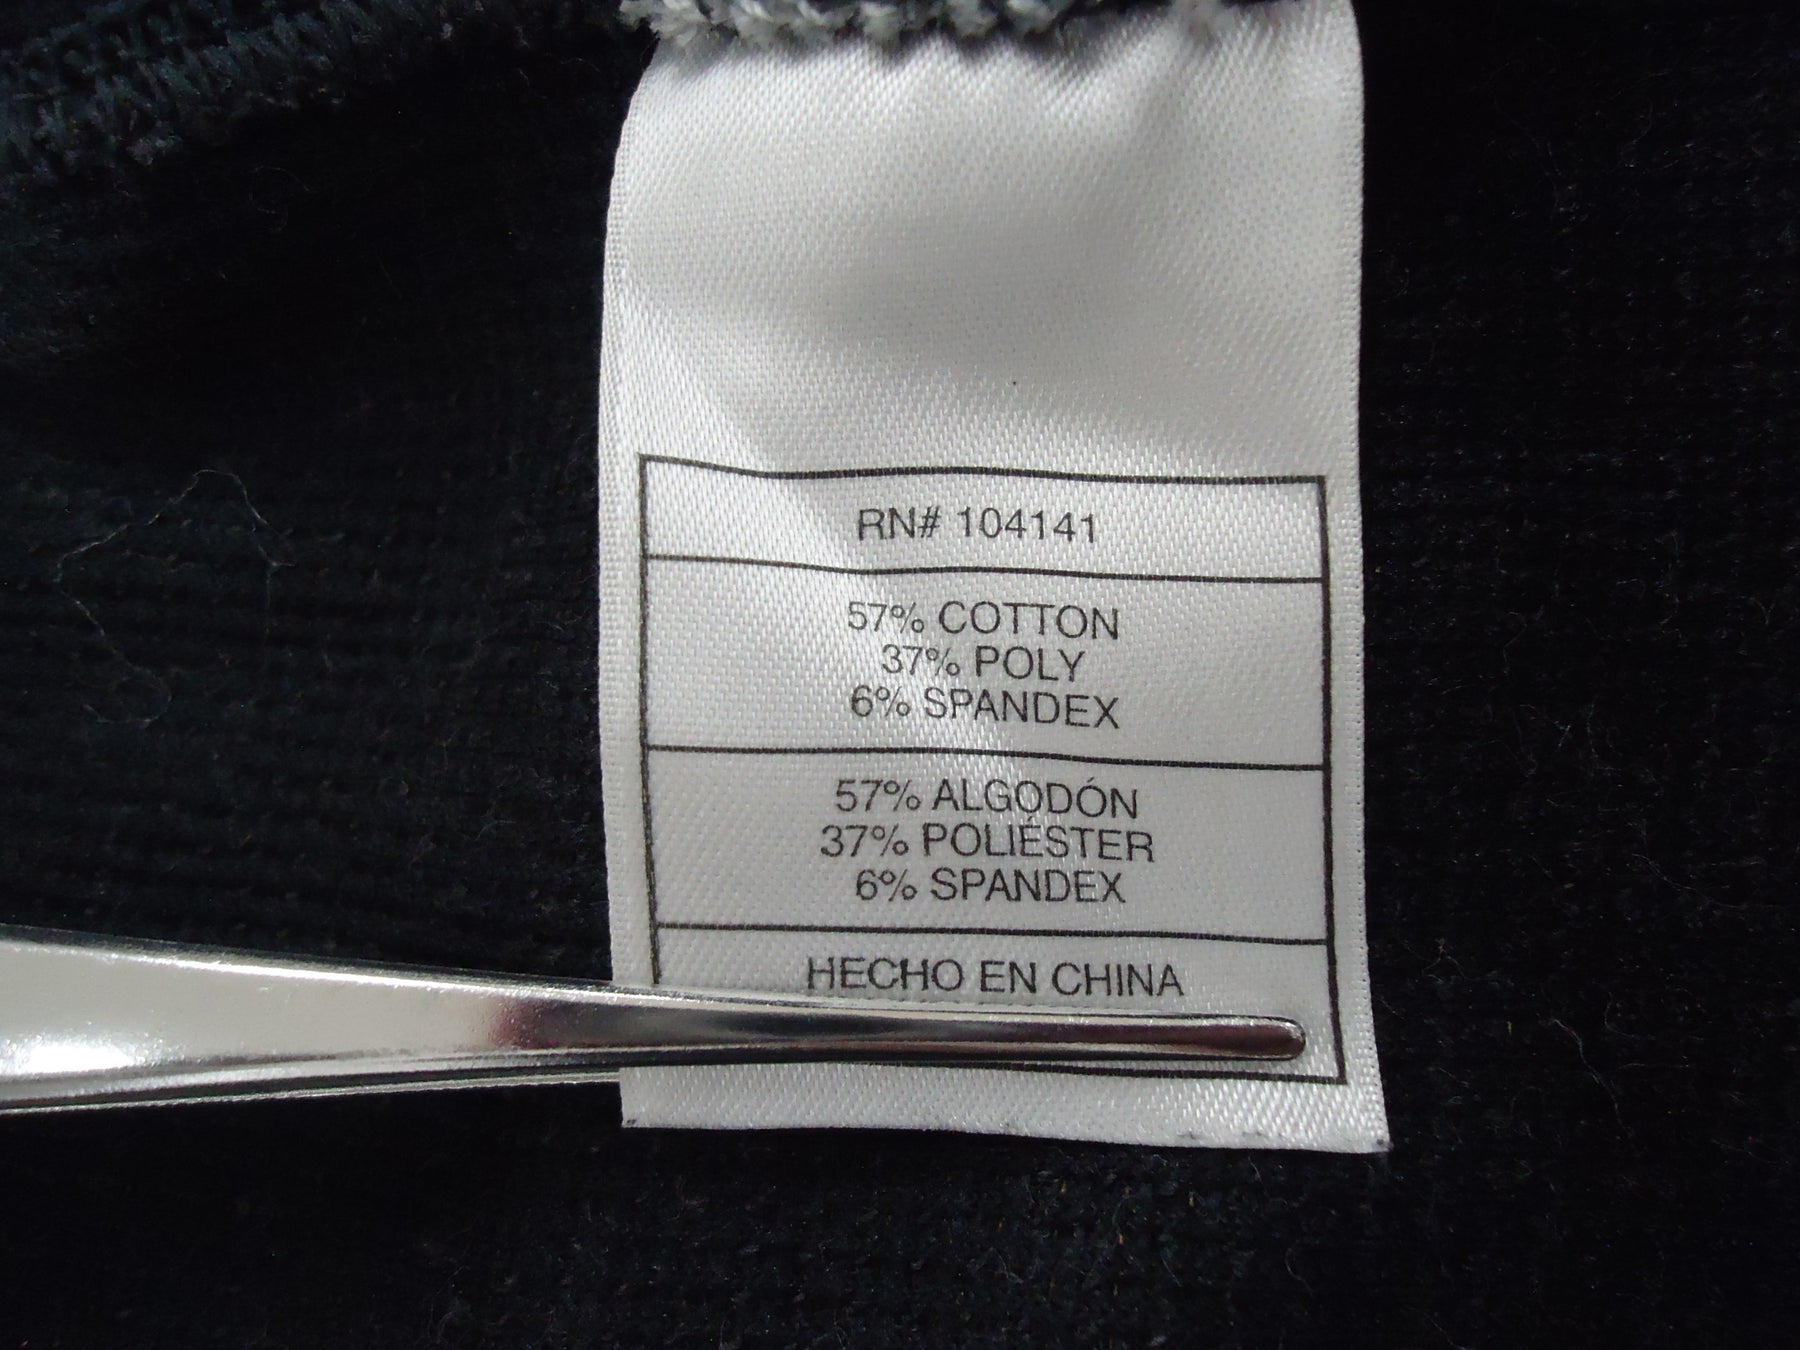 RN# 104141
57% COTTON
37% POLY
6% SPANDEX
57% ALGODÓN
37% POLIÉSTER
6% SPANDEX
HECHO EN CHINA